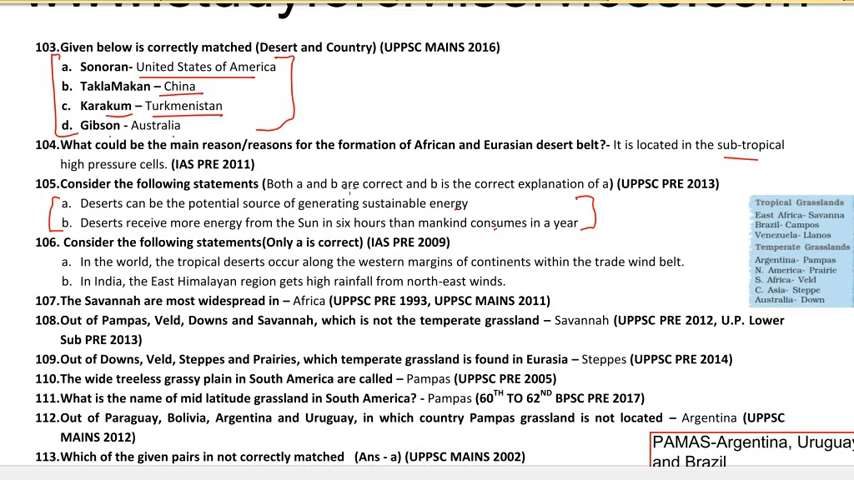 103.Given below is correctly matched (Desert and Country) (UPPSC MAINS 2016)
a. Sonoran- United States of America
b. TaklaMakan – China
c. Karakum – Turkmenistan
d. Gibson - Australia
104.What could be the main reason/reasons for the formation of African and Eurasian desert belt?- It is located in the sub-tropical
high pressure cells. (IAS PRE 2011)
105.Consider the following statements (Both a and b are correct and b is the correct explanation of a) (UPPSC PRE 2013)
a. Deserts can be the potential source of generating sustainable energy
b. Deserts receive more energy from the Sun in six hours than mankind consumes in a year
106. Consider the following statements(Only a is correct) (IAS PRE 2009)
a. In the world, the tropical deserts occur along the western margins of continents within the trade wind belt.
b. In India, the East Himalayan region gets high rainfall from north-east winds.
107.The Savannah are most widespread in – Africa (UPPSC PRE 1993, UPPSC MAINS 2011)
108.Out of Pampas, Veld, Downs and Savannah, which is not the temperate grassland – Savannah (UPPSC PRE 2012, U.P. Lower
Sub PRE 2013)
109.Out of Downs, Veld, Steppes and Prairies, which temperate grassland is found in Eurasia – Steppes (UPPSC PRE 2014)
110.The wide treeless grassy plain in South America are called – Pampas (UPPSC PRE 2005)
111.What is the name of mid latitude grassland in South America? - Pampas (60TH TO 62ND BPSC PRE 2017)
112.Out of Paraguay, Bolivia, Argentina and Uruguay, in which country Pampas grassland is not located – Argentina (UPPSC
MAINS 2012)
113.Which of the given pairs in not correctly matched (Ans - a) (UPPSC MAINS 2002)
Tropical Grasslands
East Africa- Savanna
Brazil- Campos
Venezuela- Llanos
Temperate Grasslands
Argentina- Pampas
N. America- Prairie
S. Africa- Veld
C. Asia- Steppe
Australia- Down
PAMAS-Argentina, Uruguay
and Brazil